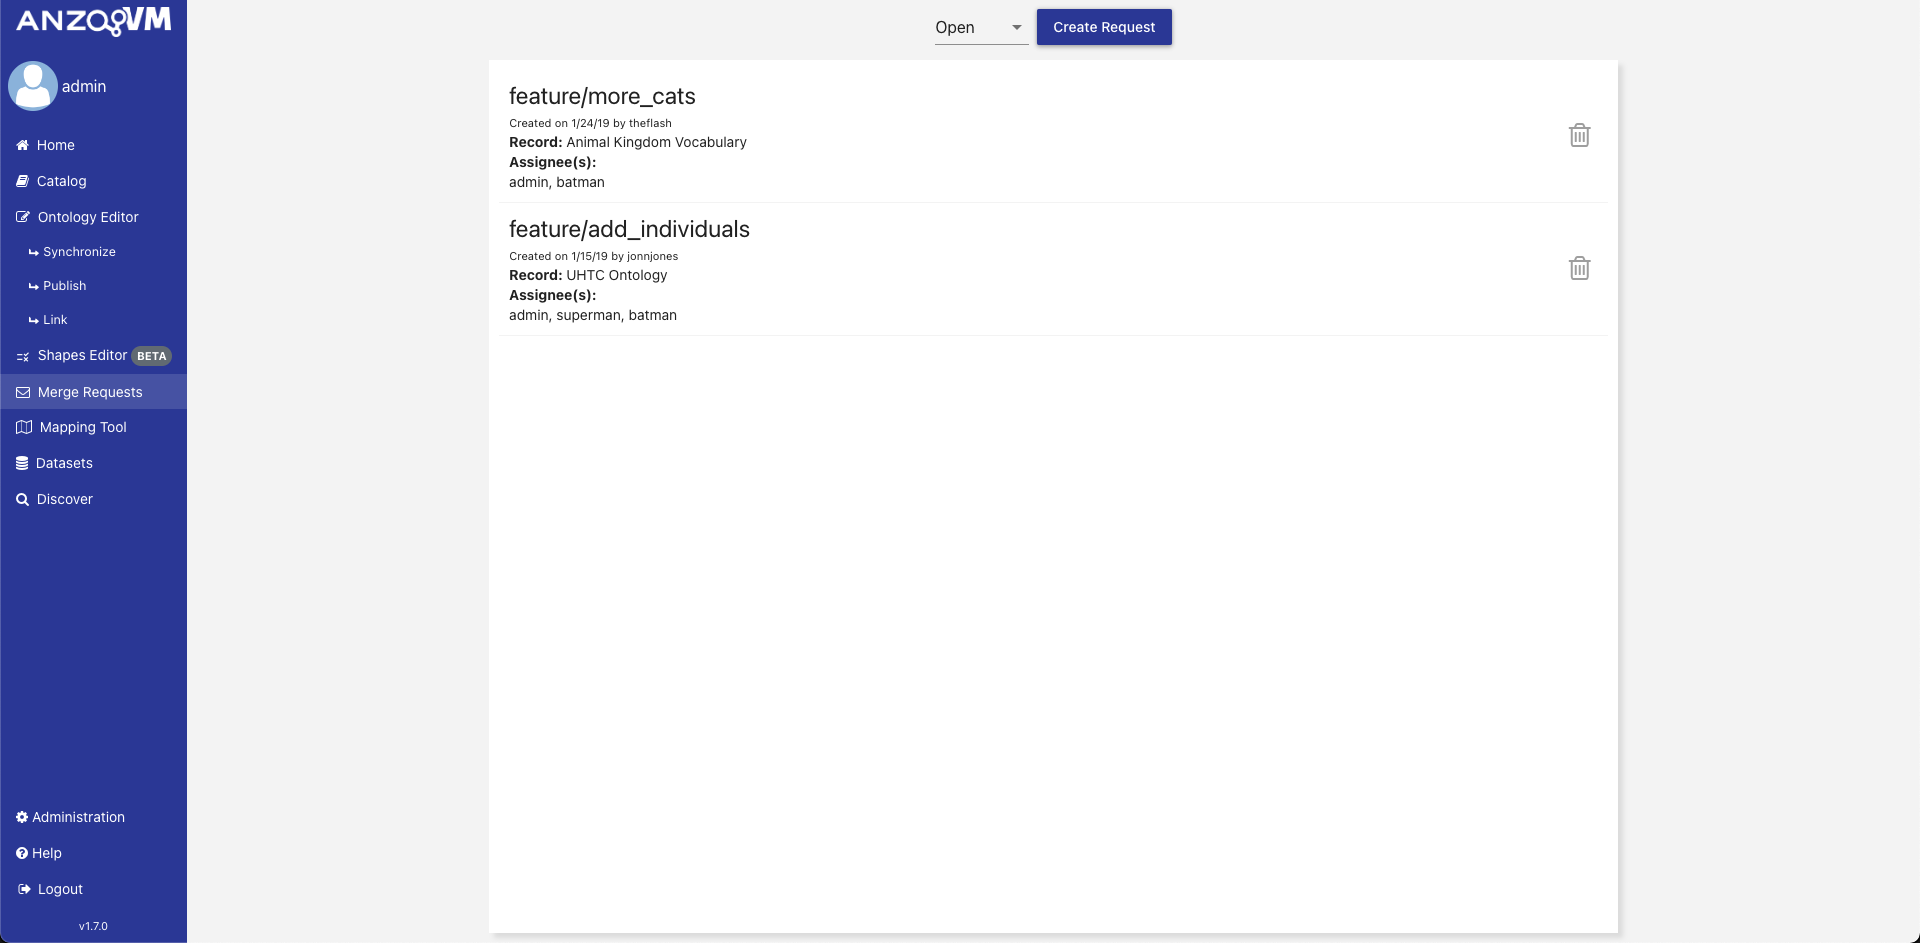 ANZO VM
admin
Home
Catalog
Ontology Editor
Synchronize
Publish
Link
Shapes Editor BETA
Merge Requests
Mapping Tool
Datasets
Discover
Administration
Help
Logout
v1.7.0
Open
Create Request
feature/more_cats
Created on 1/24/19 by theflash
Record: Animal Kingdom Vocabulary
Assignee(s):
admin, batman
feature/add_individuals
Created on 1/15/19 by jonnjones
Record: UHTC Ontology
Assignee(s):
admin, superman, batman